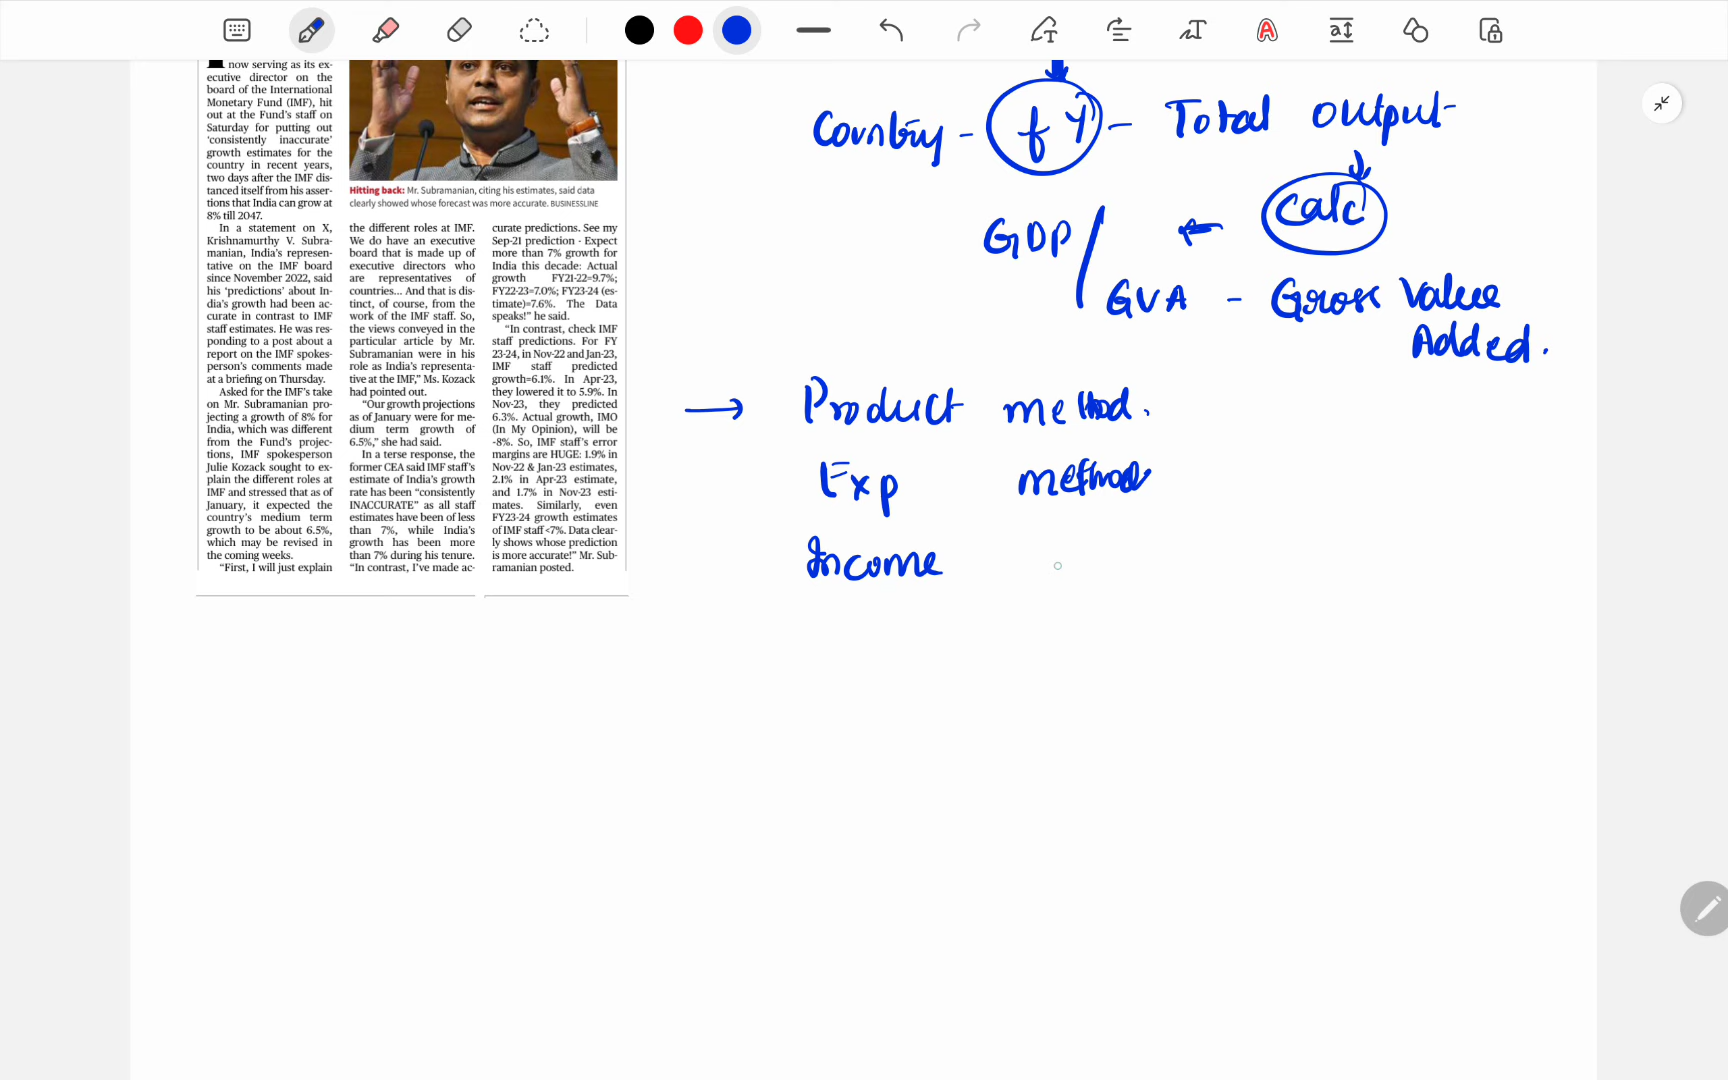 now serving as its ex-
ecutive director on the
board of the International
Monetary Fund (IMF), hit
out at the Fund's staff on
Saturday for putting out
'consistently inaccurate'
growth estimates for the
country in recent years,
two days after the IMF dis-
tanced itself from his asser-
tions that India can grow at
8% till 2047.
In a statement on X,
Krishnamurthy V. Subra-
manian, India's represen-
tative on the IMF board
since November 2022, said
his 'predictions' about In-
dia's growth had been ac-
curate in contrast to IMF
staff estimates. He was res-
ponding to a post about a
report on the IMF spokes-
person's comments made
at a briefing on Thursday.
Asked for the IMF's take
on Mr. Subramanian pro-
jecting a growth of 8% for
India, which was different
from the Fund's projec-
tions, IMF spokesperson
Julie Kozack sought to ex-
plain the different roles at
IMF and stressed that as of
January, it expected the
country's medium term
growth to be about 6.5%,
which may be revised in
the coming weeks.
"First, I will just explain
Hitting back: Mr. Subramanian, citing his estimates, said data
clearly showed whose forecast was more accurate. BUSINESSLINE
the different roles at IMF.
We do have an executive
board that is made up of
executive directors who
are representatives of
countries... And that is dis-
tinct, of course, from the
work of the IMF staff. So,
the views conveyed in the
particular article by Mr.
Subramanian were in his
role as India's representa-
tive at the IMF," Ms. Kozack
had pointed out.
"Our growth projections
as of January were for me-
dium term growth of
6.5%," she had said.
In a terse response, the
former CEA said IMF staff's
estimate of India's growth
rate has been "consistently
INACCURATE" as all staff
estimates have been of less
than 7%, while India's
growth has been more
than 7% during his tenure.
"In contrast, I've made ac-
curate predictions. See my
Sep-21 prediction - Expect
more than 7% growth for
India this decade: Actual
growth FY21-22=9.7%;
FY22-23=7.0%; FY23-24 (es-
timate)=7.6%. The Data
speaks!" he said.
"In contrast, check IMF
staff predictions. For FY
23-24, in Nov-22 and Jan-23,
IMF staff predicted
growth=6.1%. In Apr-23,
they lowered it to 5.9%. In
Nov-23, they predicted
6.3%. Actual growth, IMO
(In My Opinion), will be
-8%. So, IMF staff's error
margins are HUGE: 1.9% in
Nov-22 & Jan-23 estimates,
2.1% in Apr-23 estimate,
and 1.7% in Nov-23 esti-
mates. Similarly, even
FY23-24 growth estimates
of IMF staff <7%. Data clear-
ly shows whose prediction
is more accurate!" Mr. Sub-
ramanian posted.
Country - fy - Total output
calc
GDP /
GVA - Gross Value
Added.
→ Product method.
Exp method
Income